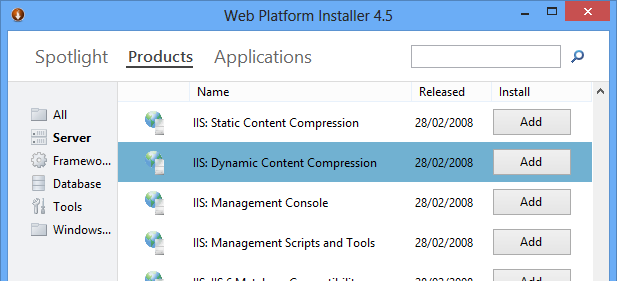 Web Platform Installer 4.5
Spotlight Products Applications
Name Released Install
All
Server
Framewo...
Database
Tools
Windows...
IIS: Static Content Compression 28/02/2008 Add
IIS: Dynamic Content Compression 28/02/2008 Add
IIS: Management Console 28/02/2008 Add
IIS: Management Scripts and Tools 28/02/2008 Add